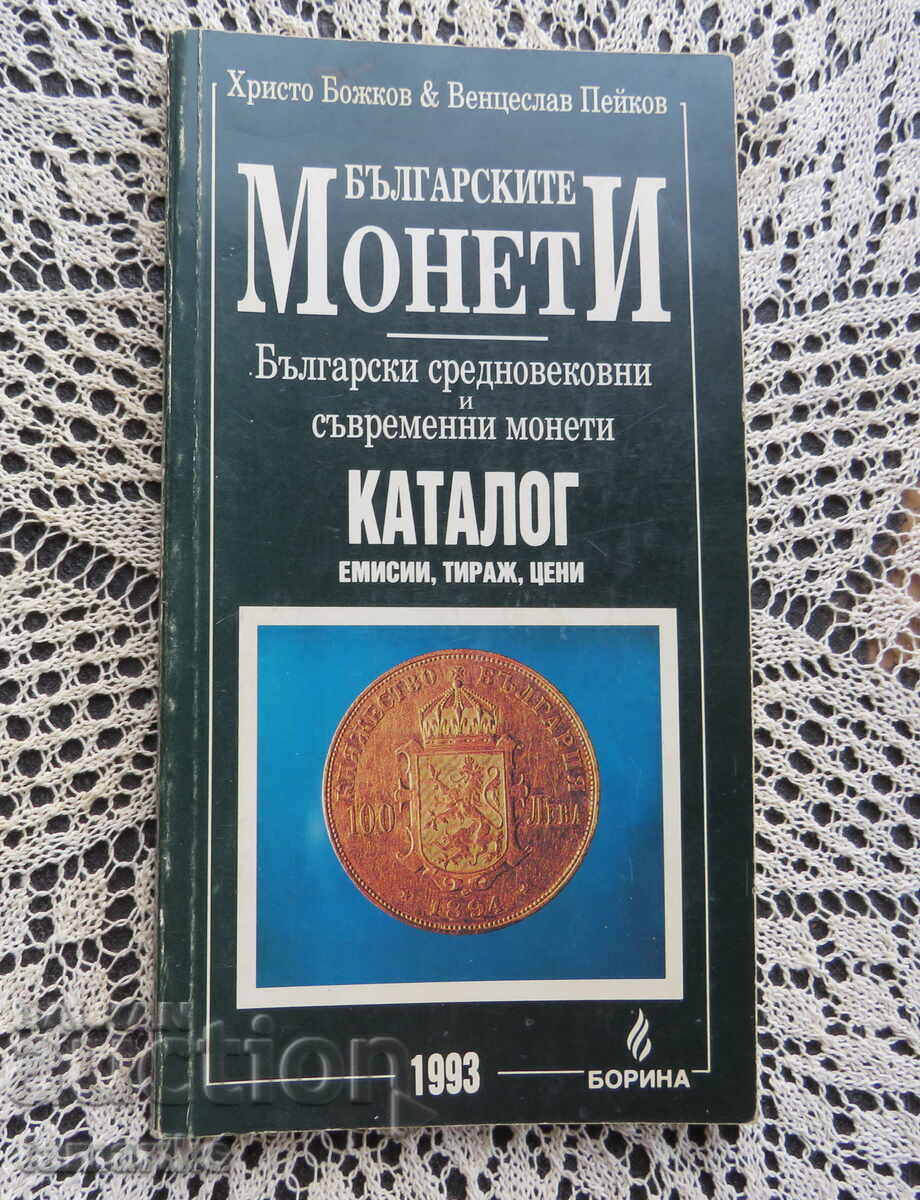 Христо Божков & Венцеслав Пейков
БЪЛГАРСКИТЕ
МОНЕТИ
Български средновековни
и
съвременни монети
КАТАЛОГ
ЕМИСИИ, ТИРАЖ, ЦЕНИ
КНЯЖЕСТВО БЪЛГАРИЯ
100 ЛЕВА
1894
1993
БОРИНА
auction